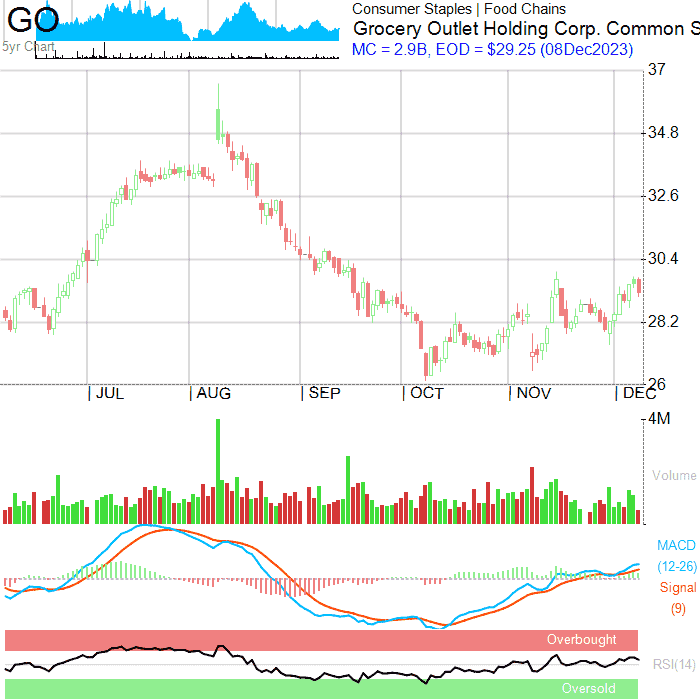 GO
5yr Chart
Consumer Staples | Food Chains
Grocery Outlet Holding Corp. Common S
MC = 2.9B, EOD = $29.25 (08Dec2023)
37
34.8
32.6
30.4
28.2
26
| JUL | AUG | SEP | OCT | NOV | DEC
4M
Volume
MACD
(12-26)
Signal
(9)
Overbought
RSI(14)
Oversold